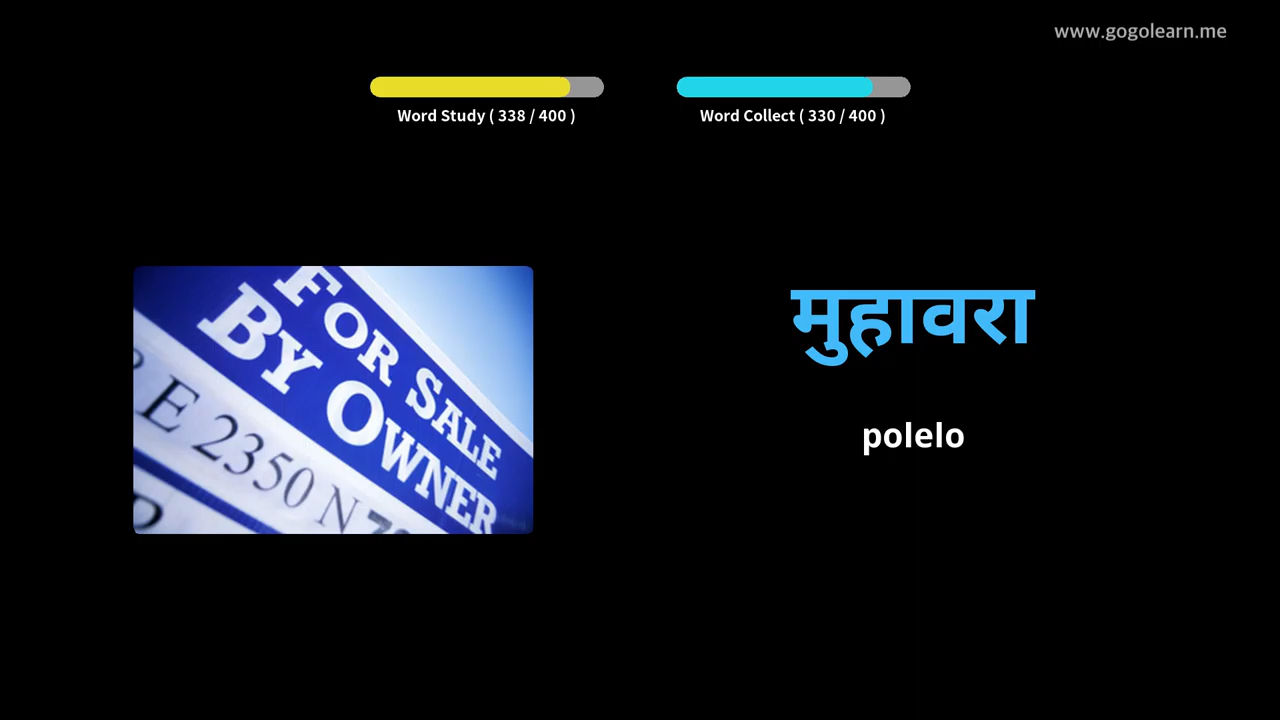 www.gogolearn.me
Word Study ( 338 / 400 )
Word Collect ( 330 / 400 )
FOR SALE
BY OWNER
E 2350 N
मुहावरा
polelo